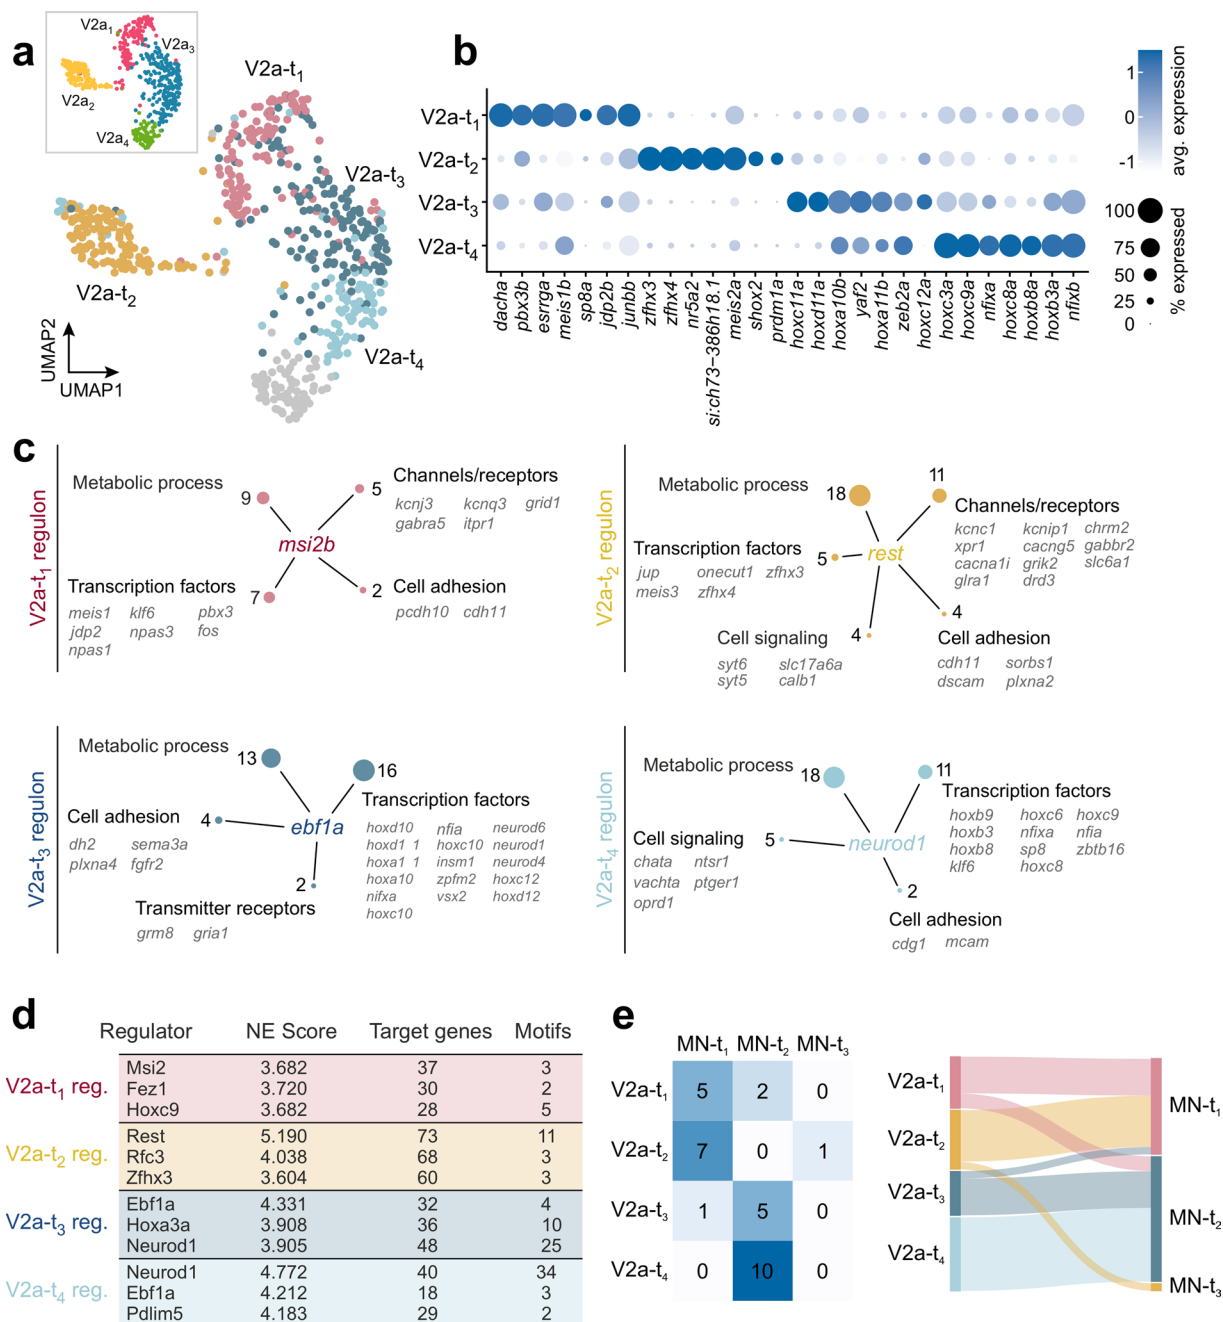 a
V2a1
V2a3
V2a2
V2a4
V2a-t1
V2a-t3
V2a-t2
V2a-t4
UMAP2
UMAP1
b
V2a-t1
V2a-t2
V2a-t3
V2a-t4
dacha
pbx3b
esrrga
meis1b
sp8a
jdp2b
junbb
zfhx3
zfhx4
nr5a2
si:ch73-386h18.1
meis2a
shox2
prdm1a
hoxc11a
hoxd11a
hoxa10b
yaf2
hoxa11b
zeb2a
hoxc12a
hoxc3a
hoxc9a
nfixa
hoxc8a
hoxb8a
hoxb3a
nfixb
1
0
-1
avg. expression
100
75
50
25
0
% expressed
c
V2a-t1 regulon
Metabolic process
9
5
Channels/receptors
kcnj3 kcnq3 grid1
gabra5 itpr1
msi2b
Transcription factors
7
meis1 klf6 pbx3
jdp2 npas3 fos
npas1
2
Cell adhesion
pcdh10 cdh11
V2a-t2 regulon
Metabolic process
18
11
Channels/receptors
kcnc1 kcnip1 chrm2
xpr1 cacng5 gabbr2
cacna1i grik2 slc6a1
glra1 drd3
rest
Transcription factors
5
jup onecut1 zfhx3
meis3 zfhx4
Cell signaling
4
syt6 slc17a6a
syt5 calb1
4
Cell adhesion
cdh11 sorbs1
dscam plxna2
V2a-t3 regulon
Metabolic process
13
16
Transcription factors
hoxd10 nfia neurod6
hoxd1 1 hoxc10 neurod1
hoxa1 1 insm1 neurod4
hoxa10 zpfm2 hoxc12
nifxa vsx2 hoxd12
hoxc10
ebf1a
Cell adhesion
4
dh2 sema3a
plxna4 fgfr2
2
Transmitter receptors
grm8 gria1
V2a-t4 regulon
Metabolic process
18
11
Transcription factors
hoxb9 hoxc6 hoxc9
hoxb3 nfixa nfia
hoxb8 sp8 zbtb16
klf6 hoxc8
neurod1
Cell signaling
5
chata ntsr1
vachta ptger1
oprd1
2
Cell adhesion
cdg1 mcam
d
Regulator NE Score Target genes Motifs
V2a-t1 reg.
Msi2 3.682 37 3
Fez1 3.720 30 2
Hoxc9 3.682 28 5
V2a-t2 reg.
Rest 5.190 73 11
Rfc3 4.038 68 3
Zfhx3 3.604 60 3
V2a-t3 reg.
Ebf1a 4.331 32 4
Hoxa3a 3.908 36 10
Neurod1 3.905 48 25
V2a-t4 reg.
Neurod1 4.772 40 34
Ebf1a 4.212 18 3
Pdlim5 4.183 29 2
e
MN-t1 MN-t2 MN-t3
V2a-t1 5 2 0
V2a-t2 7 0 1
V2a-t3 1 5 0
V2a-t4 0 10 0
V2a-t1
V2a-t2
V2a-t3
V2a-t4
MN-t1
MN-t2
MN-t3